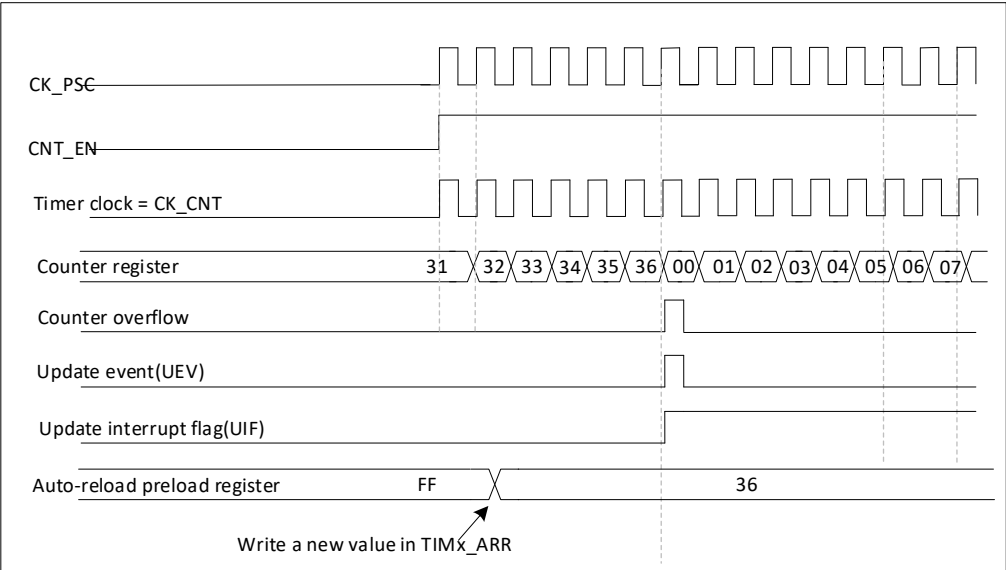 CK_PSC
CNT_EN
Timer clock = CK_CNT
Counter register 31 32 33 34 35 36 00 01 02 03 04 05 06 07
Counter overflow
Update event(UEV)
Update interrupt flag(UIF)
Auto-reload preload register FF 36
Write a new value in TIMx_ARR